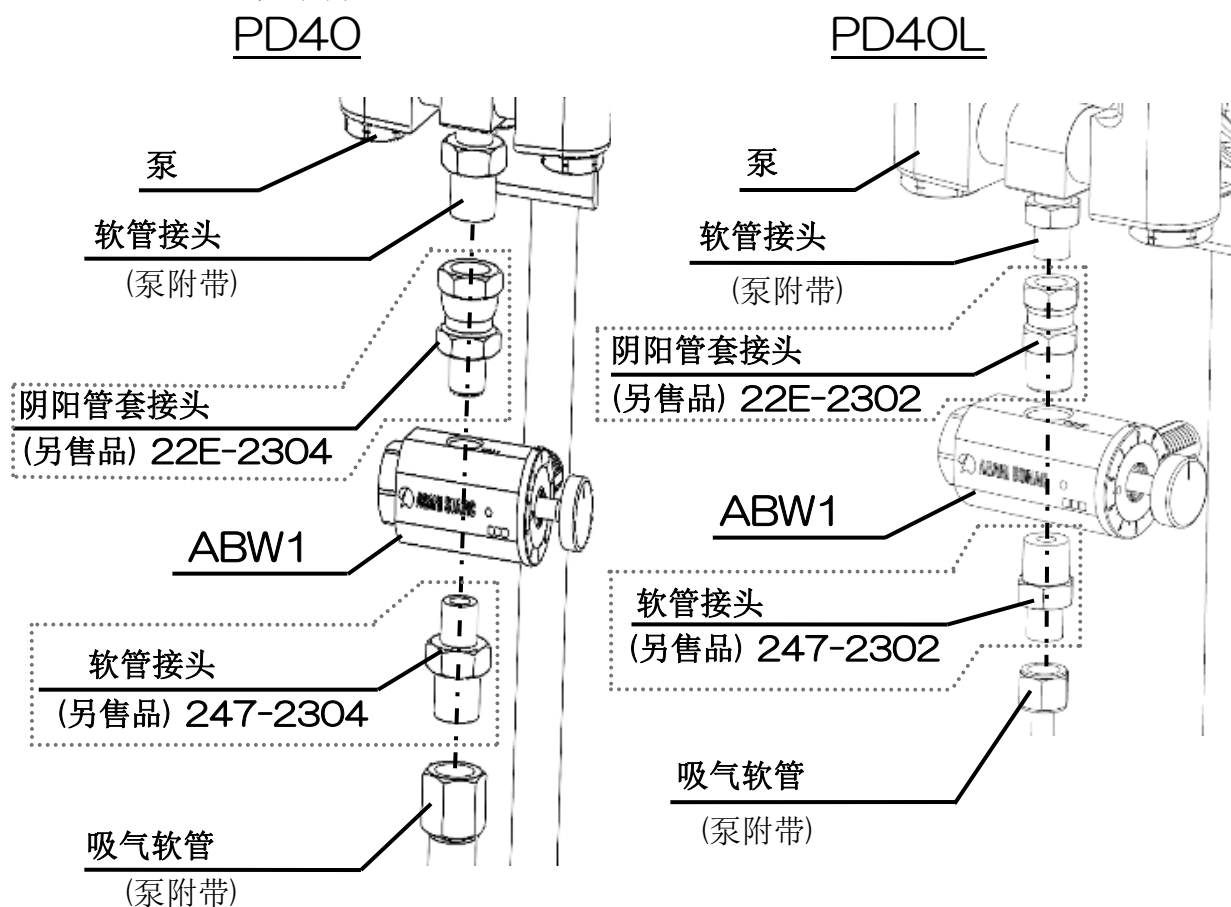 PD40
泵
软管接头
(泵附带)
阴阳管套接头
(另售品) 22E-2304
ABW1
软管接头
(另售品) 247-2304
吸气软管
(泵附带)
PD40L
泵
软管接头
(泵附带)
阴阳管套接头
(另售品) 22E-2302
ABW1
软管接头
(另售品) 247-2302
吸气软管
(泵附带)